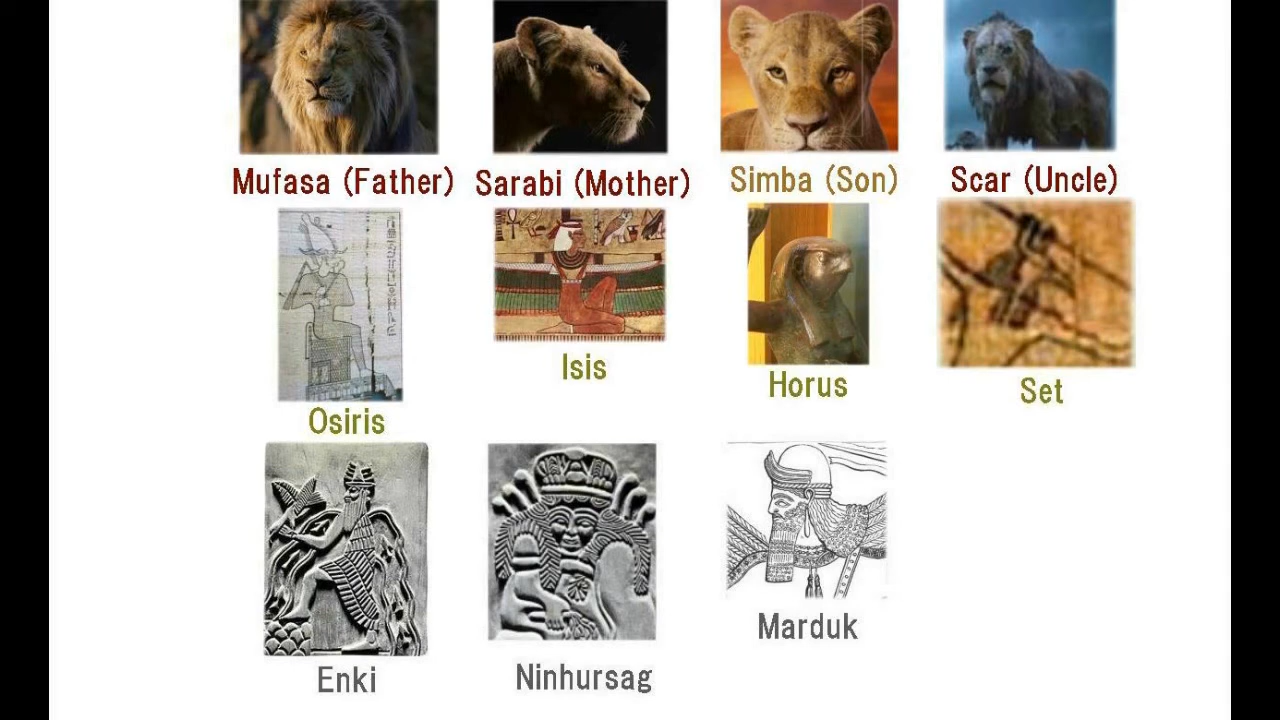 Mufasa (Father)
Sarabi (Mother)
Simba (Son)
Scar (Uncle)
Osiris
Isis
Horus
Set
Enki
Ninhursag
Marduk